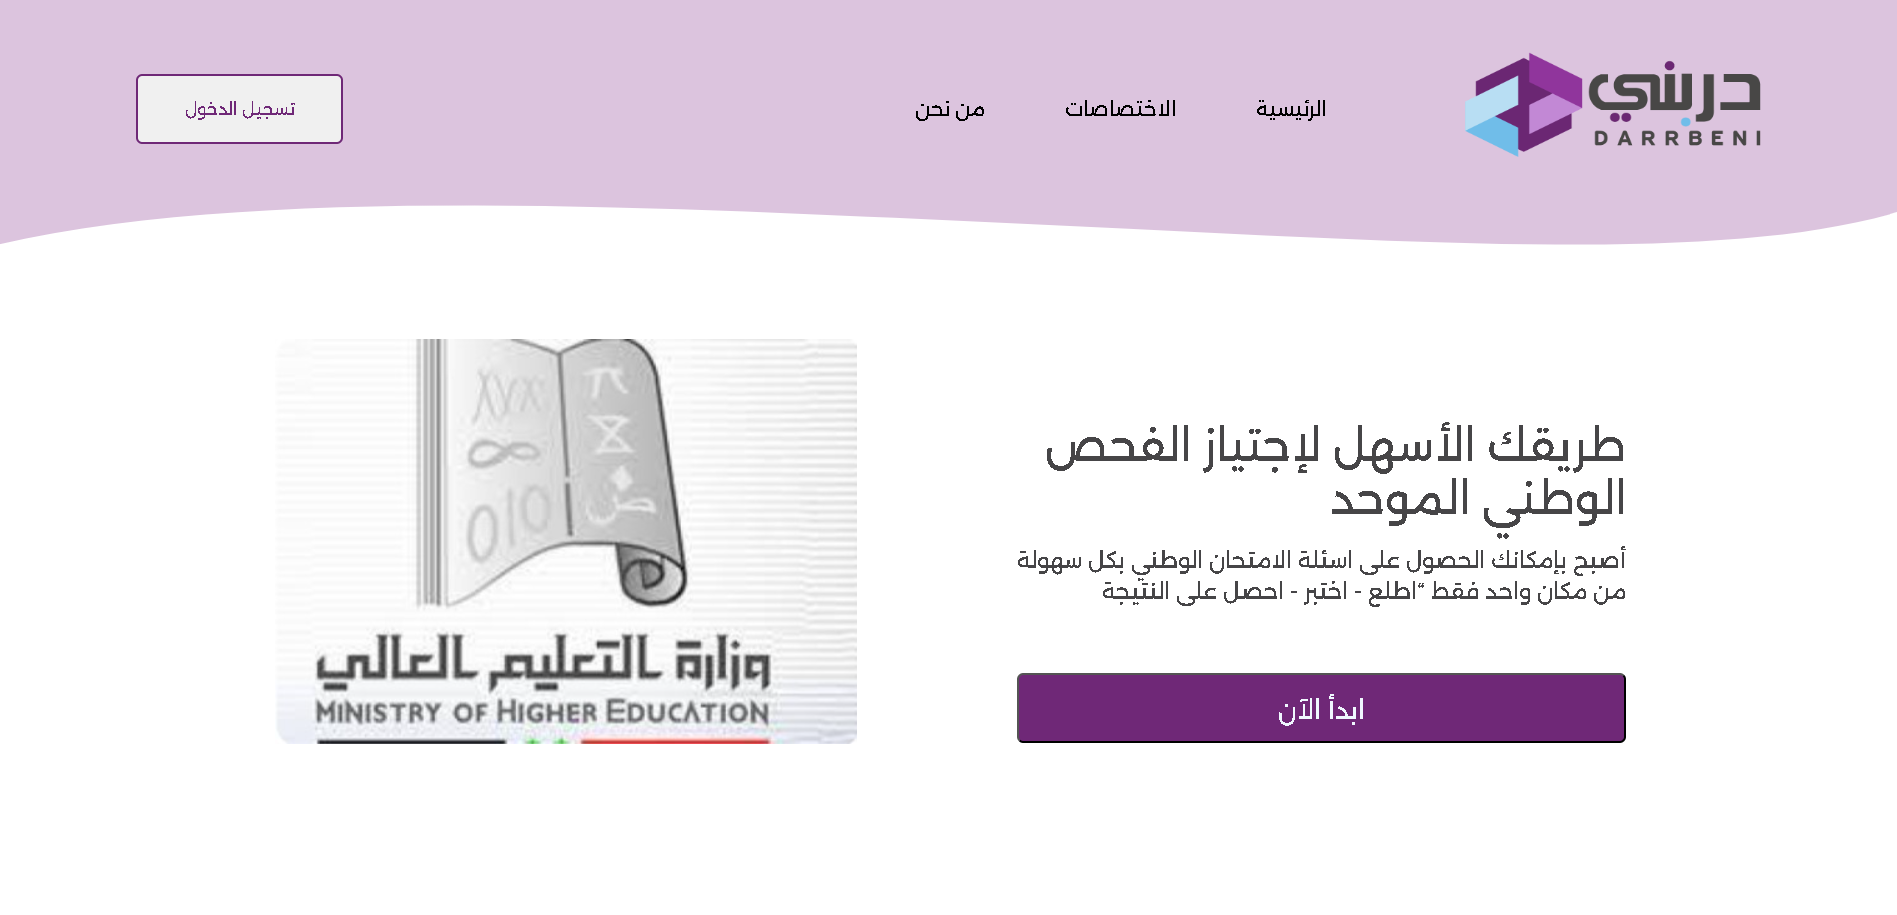 دربني
DARRBENI
الرئيسية
الاختصاصات
من نحن
تسجيل الدخول
طريقك الأسهل لإجتياز الفحص
الوطني الموحد
أصبح بإمكانك الحصول على اسئلة الامتحان الوطني بكل سهولة
من مكان واحد فقط “اطلع - اختبر - احصل على النتيجة
ابدأ الآن
π
∞
010
وزارة التعليم العالي
MINISTRY OF HIGHER EDUCATION